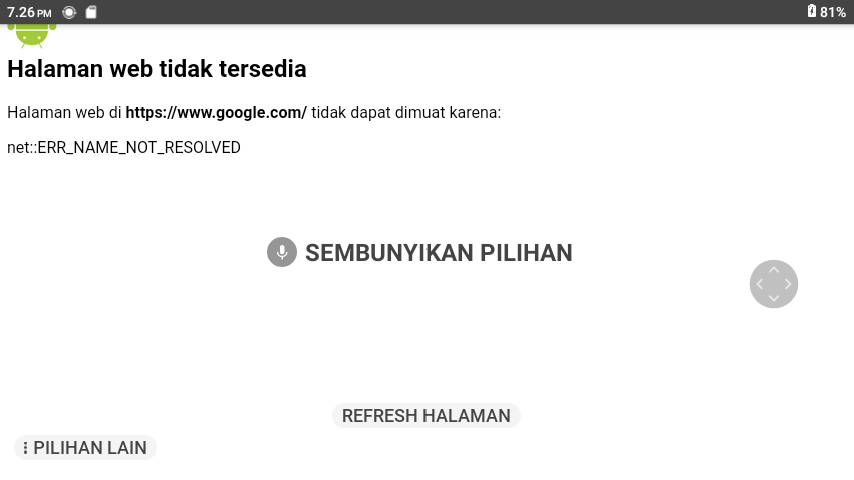 7.26 PM
81%
Halaman web tidak tersedia
Halaman web di https://www.google.com/ tidak dapat dimuat karena:
net::ERR_NAME_NOT_RESOLVED
SEMBUNYIKAN PILIHAN
REFRESH HALAMAN
PILIHAN LAIN